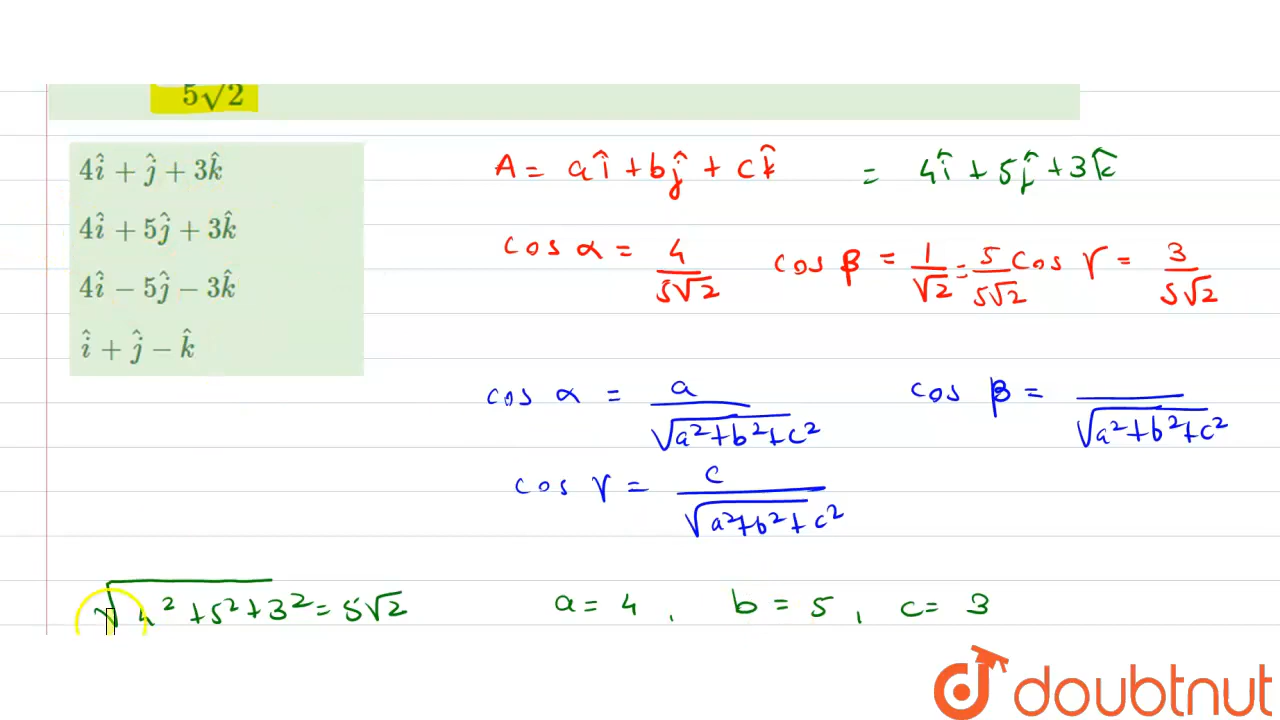 5√2
4î + ĵ + 3k̂
4î + 5ĵ + 3k̂
4î − 5ĵ − 3k̂
î + ĵ − k̂
A = aî + bĵ + ck̂ = 4î + 5ĵ + 3k̂
cos α = 4/5√2 cos β = 1/√2 = 5/5√2 cos γ = 3/5√2
cos α = a/√a²+b²+c² cos β = /√a²+b²+c²
cos γ = c/√a²+b²+c²
√4²+5²+3² = 5√2 a = 4 , b = 5 , c = 3
doubtnut